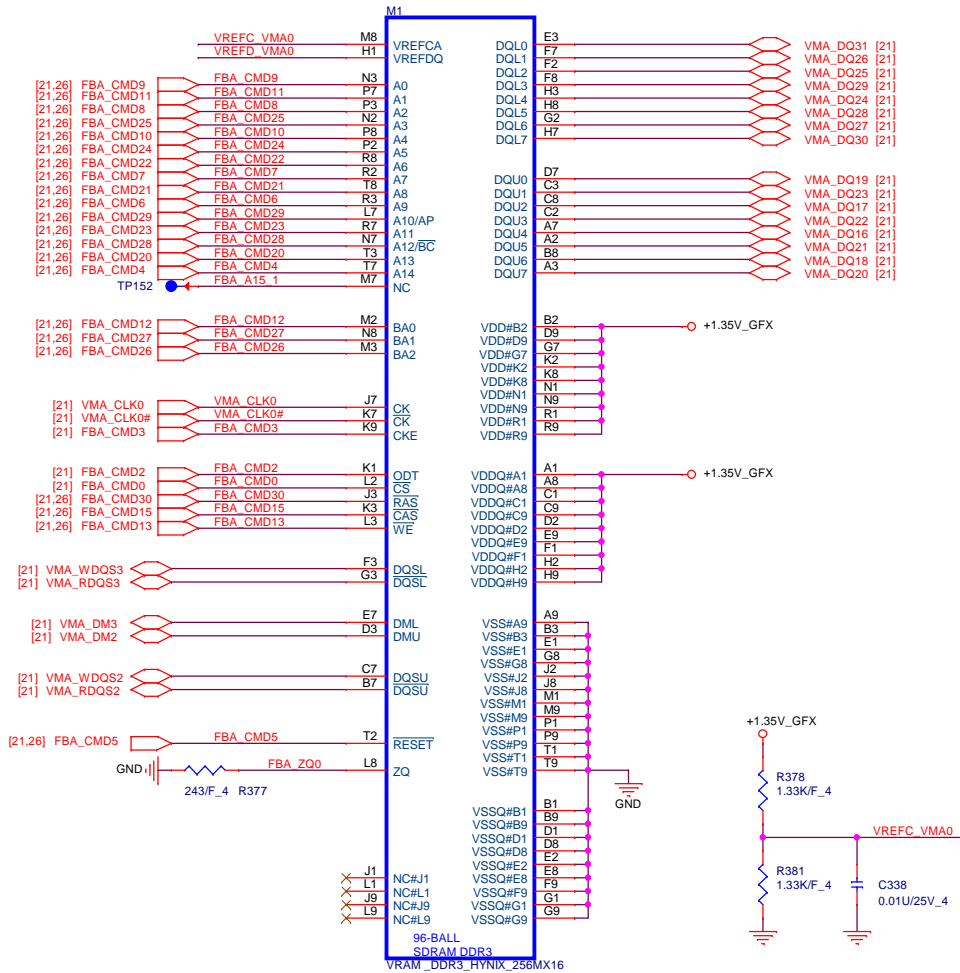 M1
VREFC_VMA0 M8 VREFCA E3 DQL0 VMA_DQ31 [21]
VREFD_VMA0 H1 VREFDQ F7 DQL1 VMA_DQ26 [21]
F2 DQL2 VMA_DQ25 [21]
[21,26] FBA_CMD9 FBA_CMD9 N3 A0 F8 DQL3 VMA_DQ29 [21]
[21,26] FBA_CMD11 FBA_CMD11 P7 A1 H3 DQL4 VMA_DQ24 [21]
[21,26] FBA_CMD8 FBA_CMD8 P3 A2 H8 DQL5 VMA_DQ28 [21]
[21,26] FBA_CMD25 FBA_CMD25 N2 A3 G2 DQL6 VMA_DQ27 [21]
[21,26] FBA_CMD10 FBA_CMD10 P8 A4 H7 DQL7 VMA_DQ30 [21]
[21,26] FBA_CMD24 FBA_CMD24 P2 A5
[21,26] FBA_CMD22 FBA_CMD22 R8 A6
[21,26] FBA_CMD7 FBA_CMD7 R2 A7 D7 DQU0 VMA_DQ19 [21]
[21,26] FBA_CMD21 FBA_CMD21 T8 A8 C3 DQU1 VMA_DQ23 [21]
[21,26] FBA_CMD6 FBA_CMD6 R3 A9 C8 DQU2 VMA_DQ17 [21]
[21,26] FBA_CMD29 FBA_CMD29 L7 A10/AP C2 DQU3 VMA_DQ22 [21]
[21,26] FBA_CMD23 FBA_CMD23 R7 A11 A7 DQU4 VMA_DQ16 [21]
[21,26] FBA_CMD28 FBA_CMD28 N7 A12/BC A2 DQU5 VMA_DQ21 [21]
[21,26] FBA_CMD20 FBA_CMD20 T3 A13 B8 DQU6 VMA_DQ18 [21]
[21,26] FBA_CMD4 FBA_CMD4 T7 A14 A3 DQU7 VMA_DQ20 [21]
TP152 FBA_A15_1 M7 NC
[21,26] FBA_CMD12 FBA_CMD12 M2 BA0 B2 VDD#B2 +1.35V_GFX
[21,26] FBA_CMD27 FBA_CMD27 N8 BA1 D9 VDD#D9
[21,26] FBA_CMD26 FBA_CMD26 M3 BA2 G7 VDD#G7
K2 VDD#K2
K8 VDD#K8
N1 VDD#N1
[21] VMA_CLK0 VMA_CLK0 J7 CK N9 VDD#N9
[21] VMA_CLK0# VMA_CLK0# K7 CK R1 VDD#R1
[21] FBA_CMD3 FBA_CMD3 K9 CKE R9 VDD#R9
[21] FBA_CMD2 FBA_CMD2 K1 ODT A1 VDDQ#A1 +1.35V_GFX
[21] FBA_CMD0 FBA_CMD0 L2 CS A8 VDDQ#A8
[21,26] FBA_CMD30 FBA_CMD30 J3 RAS C1 VDDQ#C1
[21,26] FBA_CMD15 FBA_CMD15 K3 CAS C9 VDDQ#C9
[21,26] FBA_CMD13 FBA_CMD13 L3 WE D2 VDDQ#D2
E9 VDDQ#E9
F1 VDDQ#F1
[21] VMA_WDQS3 F3 DQSL H2 VDDQ#H2
[21] VMA_RDQS3 G3 DQSL H9 VDDQ#H9
[21] VMA_DM3 E7 DML A9 VSS#A9
[21] VMA_DM2 D3 DMU B3 VSS#B3
E1 VSS#E1
G8 VSS#G8
[21] VMA_WDQS2 C7 DQSU J2 VSS#J2
[21] VMA_RDQS2 B7 DQSU J8 VSS#J8
M1 VSS#M1
M9 VSS#M9
P1 VSS#P1
[21,26] FBA_CMD5 FBA_CMD5 T2 RESET P9 VSS#P9
T1 VSS#T1
GND 243/F_4 R377 FBA_ZQ0 L8 ZQ T9 VSS#T9
GND
B1 VSSQ#B1
B9 VSSQ#B9
D1 VSSQ#D1
D8 VSSQ#D8
E2 VSSQ#E2
J1 NC#J1 E8 VSSQ#E8
L1 NC#L1 F9 VSSQ#F9
J9 NC#J9 G1 VSSQ#G1
L9 NC#L9 G9 VSSQ#G9
96-BALL
SDRAM DDR3
VRAM _DDR3_HYNIX_256MX16
+1.35V_GFX
R378
1.33K/F_4
VREFC_VMA0
R381
1.33K/F_4
C338
0.01U/25V_4